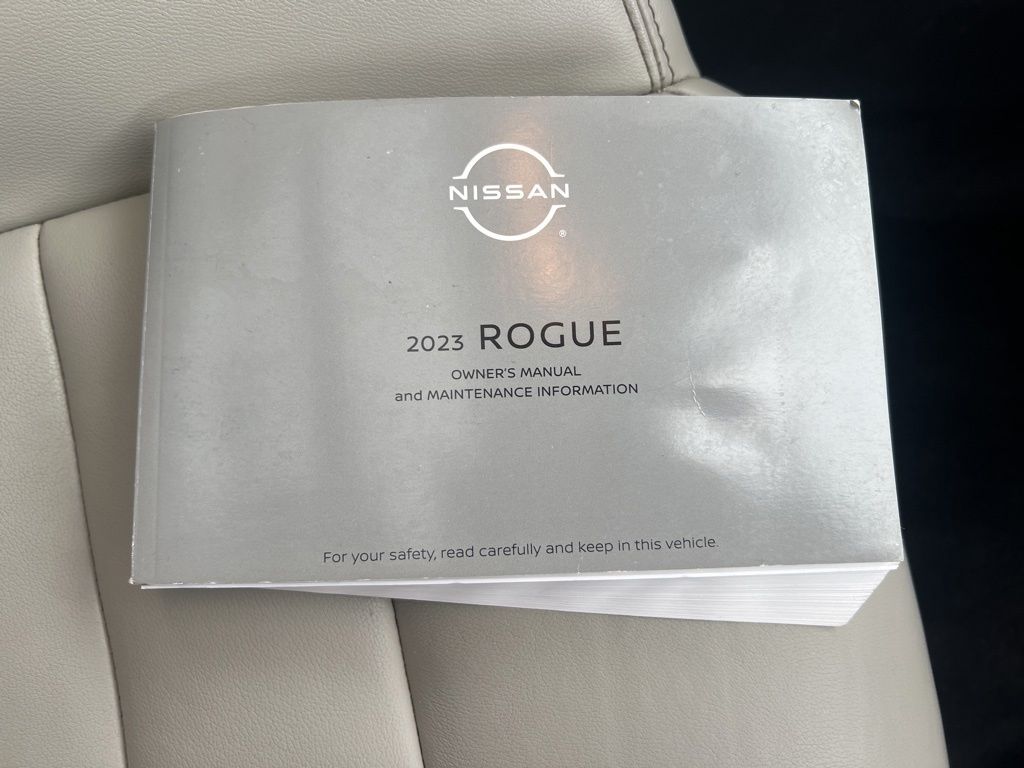 NISSAN
®
2023 ROGUE
OWNER'S MANUAL
and MAINTENANCE INFORMATION
For your safety, read carefully and keep in this vehicle.